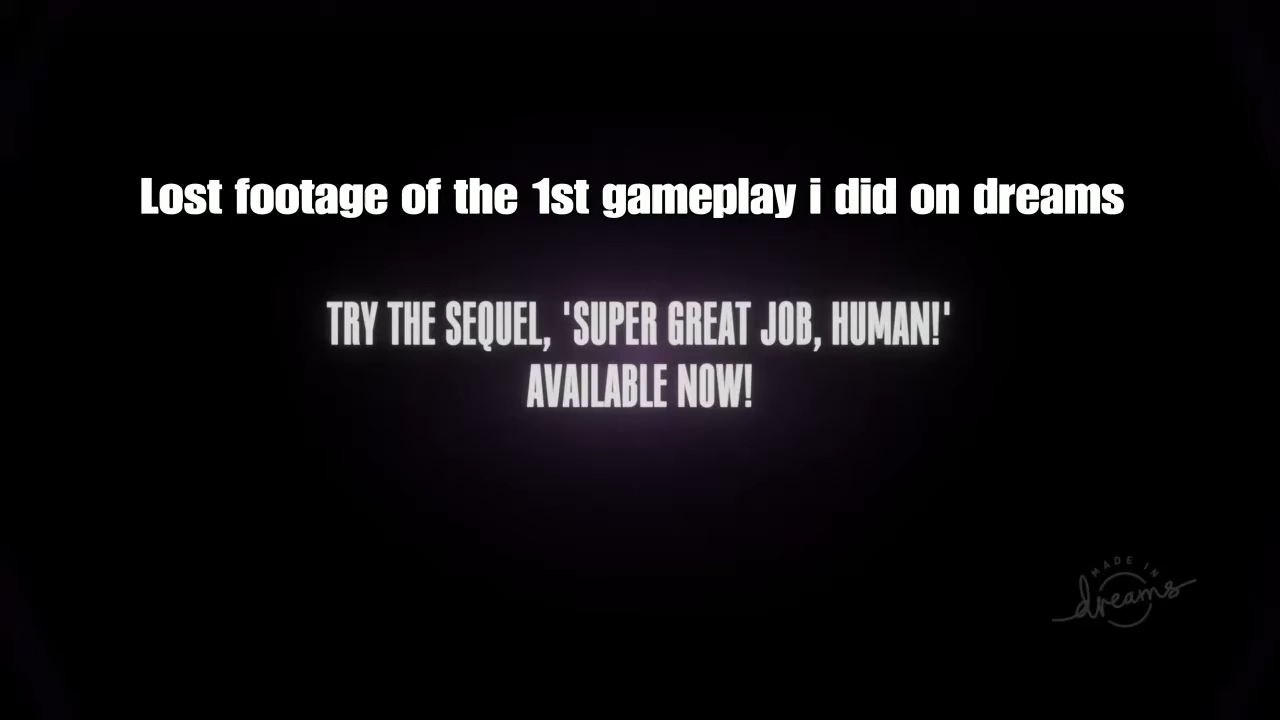 Lost footage of the 1st gameplay i did on dreams
TRY THE SEQUEL, 'SUPER GREAT JOB, HUMAN!'
AVAILABLE NOW!
MADE IN
dreams